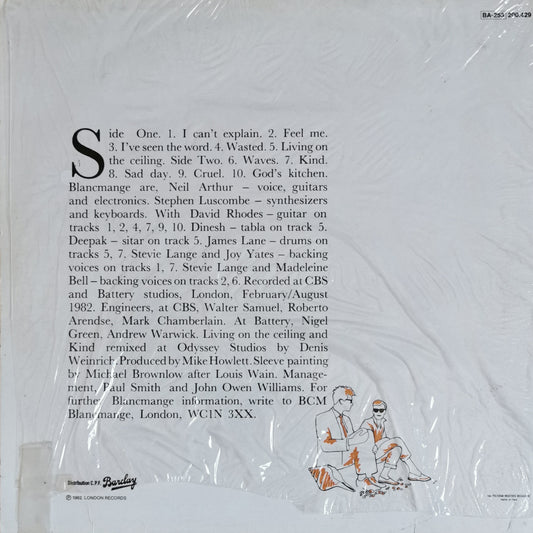 BA-253 200.429
Side One. 1. I can't explain. 2. Feel me.
3. I've seen the word. 4. Wasted. 5. Living on
the ceiling. Side Two. 6. Waves. 7. Kind.
8. Sad day. 9. Cruel. 10. God's kitchen.
Blancmange are, Neil Arthur – voice, guitars
and electronics. Stephen Luscombe – synthesizers
and keyboards. With David Rhodes – guitar on
tracks 1, 2, 4, 7, 9, 10. Dinesh – tabla on track 5.
Deepak – sitar on track 5. James Lane – drums on
tracks 5, 7. Stevie Lange and Joy Yates – backing
voices on tracks 1, 7. Stevie Lange and Madeleine
Bell – backing voices on tracks 2, 6. Recorded at CBS
and Battery studios, London, February/August
1982. Engineers, at CBS, Walter Samuel, Roberto
Arendse, Mark Chamberlain. At Battery, Nigel
Green, Andrew Warwick. Living on the ceiling and
Kind remixed at Odyssey Studios by Denis
Weinrich. Produced by Mike Howlett. Sleeve painting
by Michael Brownlow after Louis Wain. Manage-
ment, Paul Smith and John Owen Williams. For
further Blancmange information, write to BCM
Blancmange, London, WC1N 3XX.
Distribution C.P.F. Barclay
℗ 1982 LONDON RECORDS